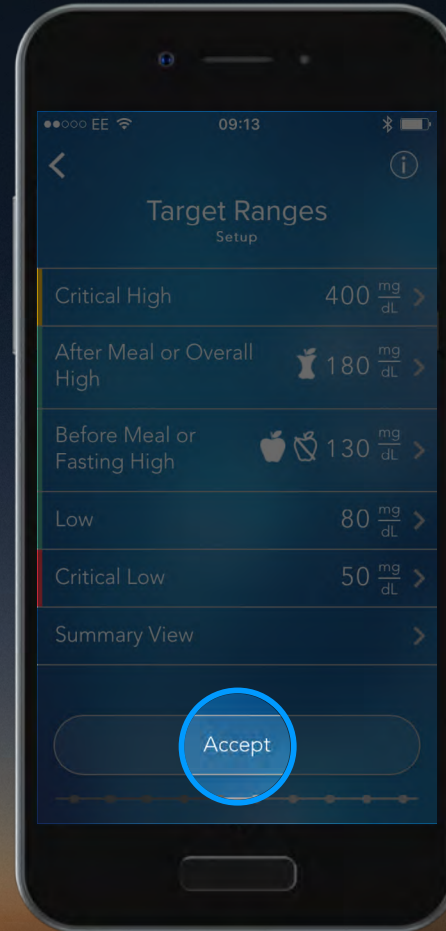 EE 09:13
Target Ranges
Setup
Critical High 400 mg/dL
After Meal or Overall
High 180 mg/dL
Before Meal or
Fasting High 130 mg/dL
Low 80 mg/dL
Critical Low 50 mg/dL
Summary View
Accept